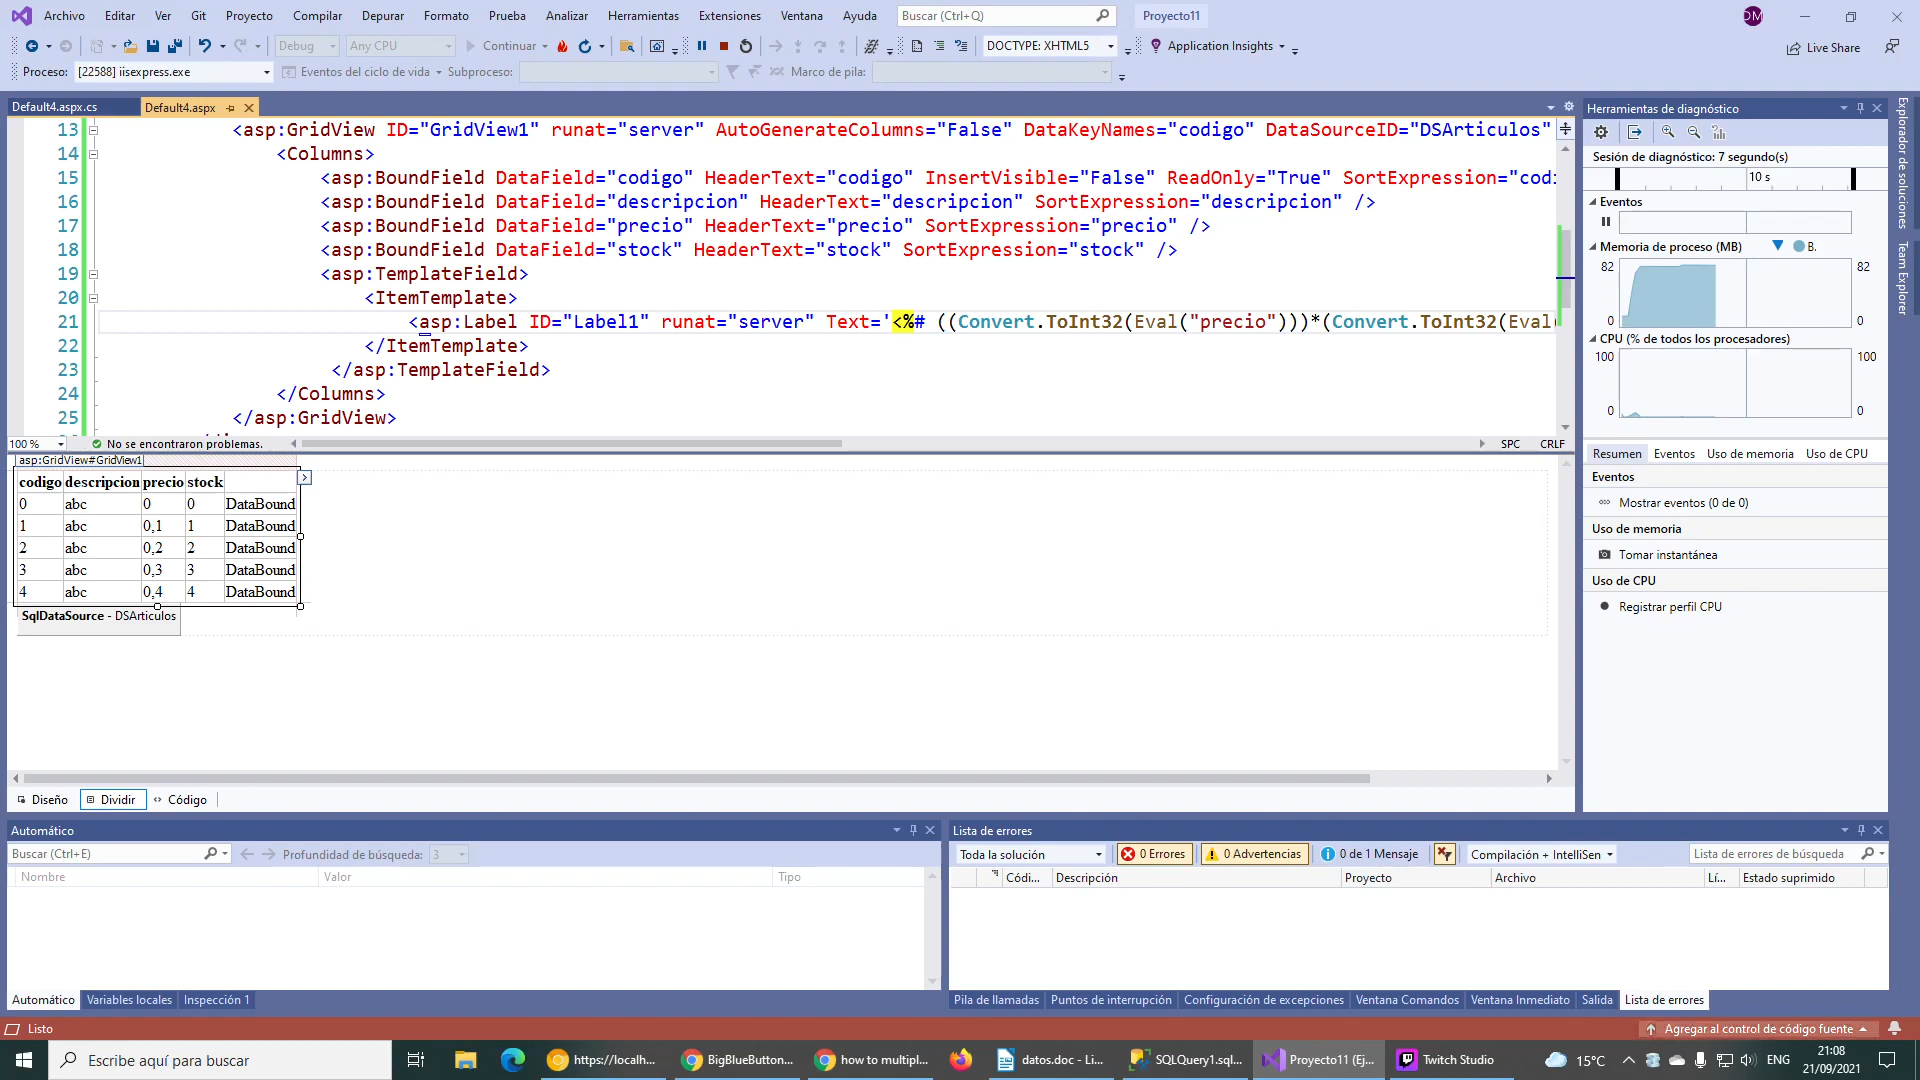 Archivo Editar Ver Git Proyecto Compilar Depurar Formato Prueba Analizar Herramientas Extensiones Ventana Ayuda Buscar (Ctrl+Q) Proyecto11 DM
Debug Any CPU Continuar DOCTYPE: XHTML5 Application Insights Live Share
Proceso: [22588] iisexpress.exe Eventos del ciclo de vida Subproceso: Marco de pila:
Default4.aspx.cs Default4.aspx
13 <asp:GridView ID="GridView1" runat="server" AutoGenerateColumns="False" DataKeyNames="codigo" DataSourceID="DSArticulos"
14 <Columns>
15 <asp:BoundField DataField="codigo" HeaderText="codigo" InsertVisible="False" ReadOnly="True" SortExpression="codi
16 <asp:BoundField DataField="descripcion" HeaderText="descripcion" SortExpression="descripcion" />
17 <asp:BoundField DataField="precio" HeaderText="precio" SortExpression="precio" />
18 <asp:BoundField DataField="stock" HeaderText="stock" SortExpression="stock" />
19 <asp:TemplateField>
20 <ItemTemplate>
21 <asp:Label ID="Label1" runat="server" Text='<%# ((Convert.ToInt32(Eval("precio")))*(Convert.ToInt32(Eval(
22 </ItemTemplate>
23 </asp:TemplateField>
24 </Columns>
25 </asp:GridView>
100 % No se encontraron problemas. SPC CRLF
asp:GridView#GridView1
codigo descripcion precio stock
0 abc 0 0 DataBound
1 abc 0,1 1 DataBound
2 abc 0,2 2 DataBound
3 abc 0,3 3 DataBound
4 abc 0,4 4 DataBound
SqlDataSource - DSArticulos
Diseño Dividir Código
Herramientas de diagnóstico
Sesión de diagnóstico: 7 segundo(s)
10 s
Eventos
Memoria de proceso (MB) B.
82 82
0 0
CPU (% de todos los procesadores)
100 100
0 0
Resumen Eventos Uso de memoria Uso de CPU
Eventos
Mostrar eventos (0 de 0)
Uso de memoria
Tomar instantánea
Uso de CPU
Registrar perfil CPU
Explorador de soluciones
Team Explorer
Automático
Buscar (Ctrl+E) Profundidad de búsqueda: 3
Nombre Valor Tipo
Automático Variables locales Inspección 1
Lista de errores
Toda la solución 0 Errores 0 Advertencias 0 de 1 Mensaje Compilación + IntelliSen Lista de errores de búsqueda
Códi... Descripción Proyecto Archivo Lí... Estado suprimido
Pila de llamadas Puntos de interrupción Configuración de excepciones Ventana Comandos Ventana Inmediato Salida Lista de errores
Listo Agregar al control de código fuente
Escribe aquí para buscar https://localh... BigBlueButton... how to multipl... datos.doc - Li... SQLQuery1.sql... Proyecto11 (Ej... Twitch Studio 15°C ENG 21:08
21/09/2021